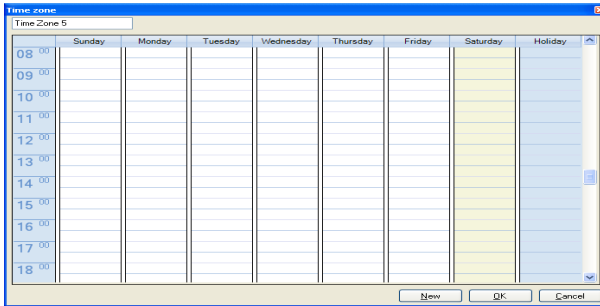 Time zone
Time Zone 5
Sunday Monday Tuesday Wednesday Thursday Friday Saturday Holiday
08 00
09 00
10 00
11 00
12 00
13 00
14 00
15 00
16 00
17 00
18 00
New OK Cancel